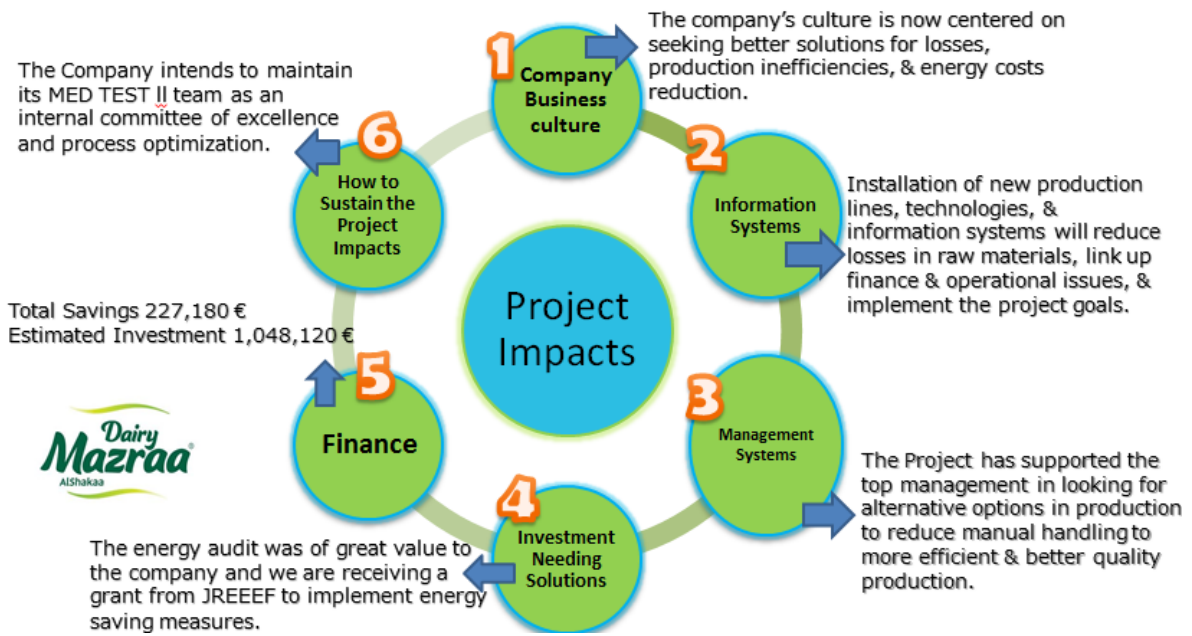 1
Company
Business
culture
The company’s culture is now centered on
seeking better solutions for losses,
production inefficiencies, & energy costs
reduction.
2
Information
Systems
Installation of new production
lines, technologies, &
information systems will reduce
losses in raw materials, link up
finance & operational issues, &
implement the project goals.
3
Management
Systems
The Project has supported the
top management in looking for
alternative options in production
to reduce manual handling to
more efficient & better quality
production.
4
Investment
Needing
Solutions
The energy audit was of great value to
the company and we are receiving a
grant from JREEEF to implement energy
saving measures.
5
Finance
Total Savings 227,180 €
Estimated Investment 1,048,120 €
6
How to
Sustain the
Project
Impacts
The Company intends to maintain
its MED TEST II team as an
internal committee of excellence
and process optimization.
Project
Impacts
Dairy
Mazraa®
AlShakaa